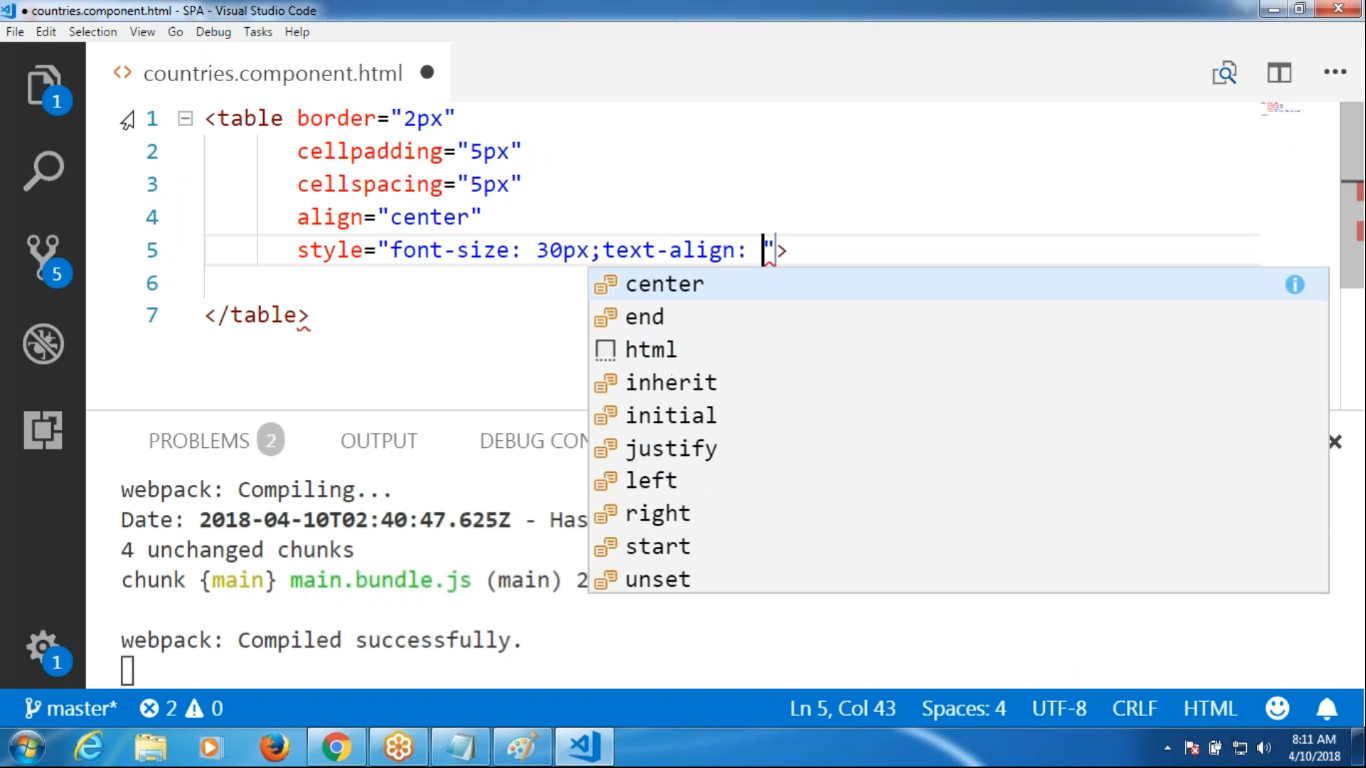 ● countries.component.html - SPA - Visual Studio Code
File Edit Selection View Go Debug Tasks Help
<> countries.component.html ●
1 <table border="2px"
2 cellpadding="5px"
3 cellspacing="5px"
4 align="center"
5 style="font-size: 30px;text-align: ">
6
7 </table>
center
end
html
inherit
initial
justify
left
right
start
unset
1
5
1
PROBLEMS 2 OUTPUT DEBUG CON
webpack: Compiling...
Date: 2018-04-10T02:40:47.625Z - Has
4 unchanged chunks
chunk {main} main.bundle.js (main) 2
webpack: Compiled successfully.
master* 2 0 Ln 5, Col 43 Spaces: 4 UTF-8 CRLF HTML
8:11 AM
4/10/2018